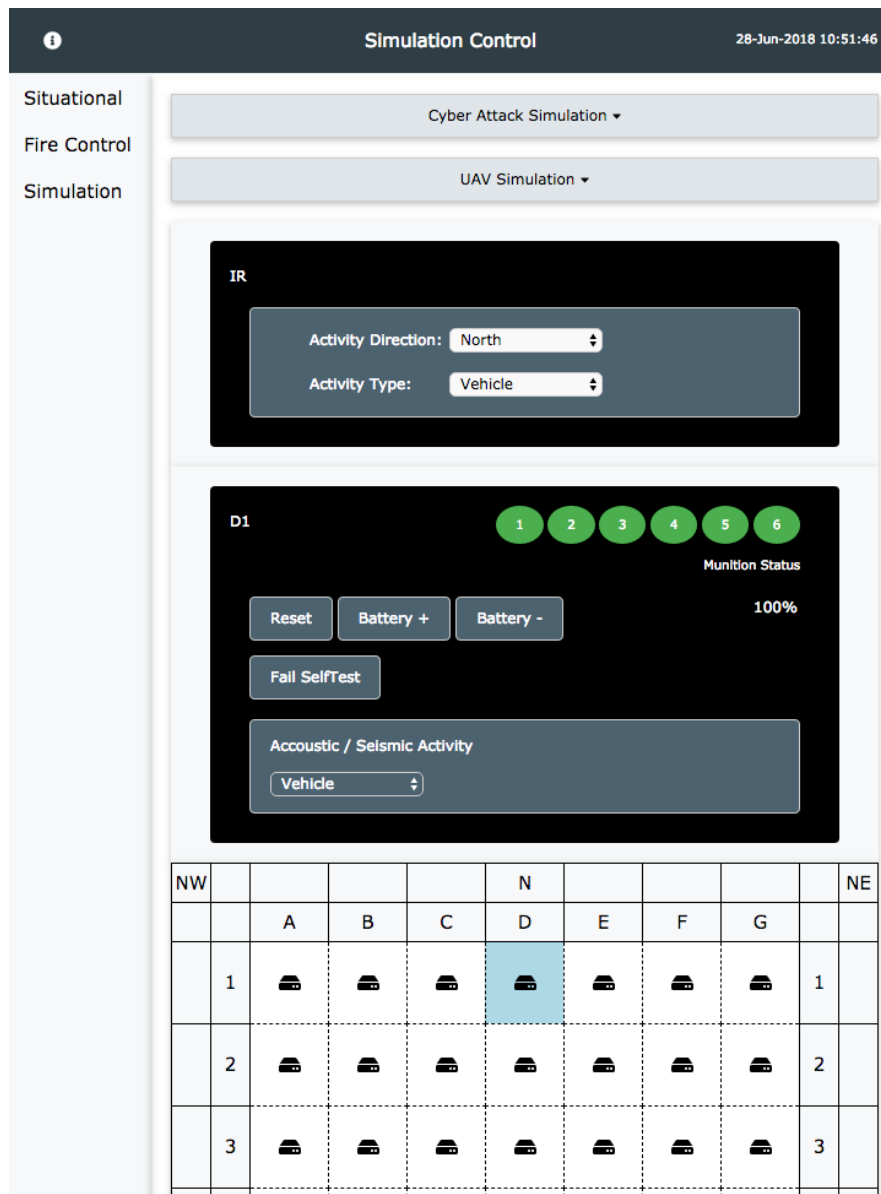 Simulation Control
28-Jun-2018 10:51:46
Situational
Fire Control
Simulation
Cyber Attack Simulation
UAV Simulation
IR
Activity Direction: North
Activity Type: Vehicle
D1
1 2 3 4 5 6
Munition Status
100%
Reset Battery + Battery -
Fail SelfTest
Accoustic / Seismic Activity
Vehicle
NW N NE
A B C D E F G
1 1
2 2
3 3